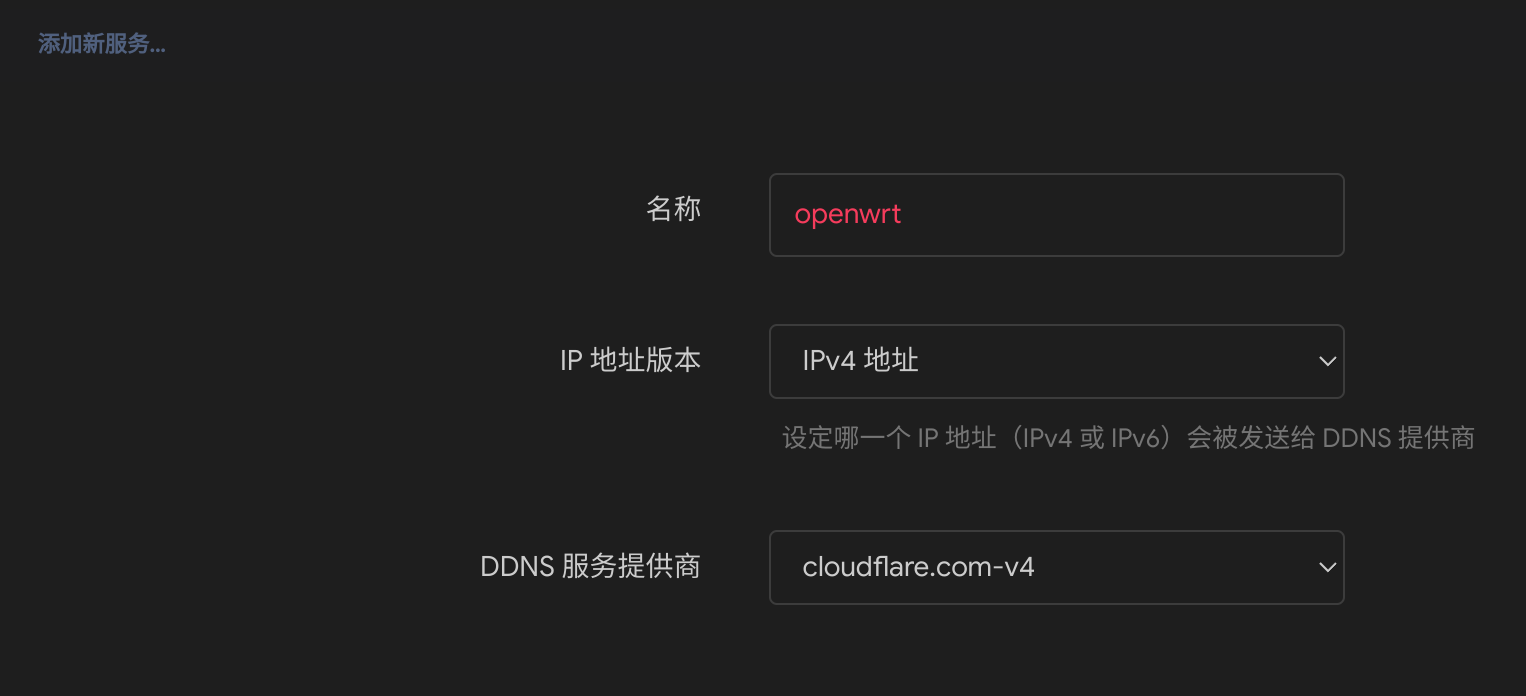 添加新服务...
名称
openwrt
IP 地址版本
IPv4 地址
设定哪一个 IP 地址（IPv4 或 IPv6）会被发送给 DDNS 提供商
DDNS 服务提供商
cloudflare.com-v4